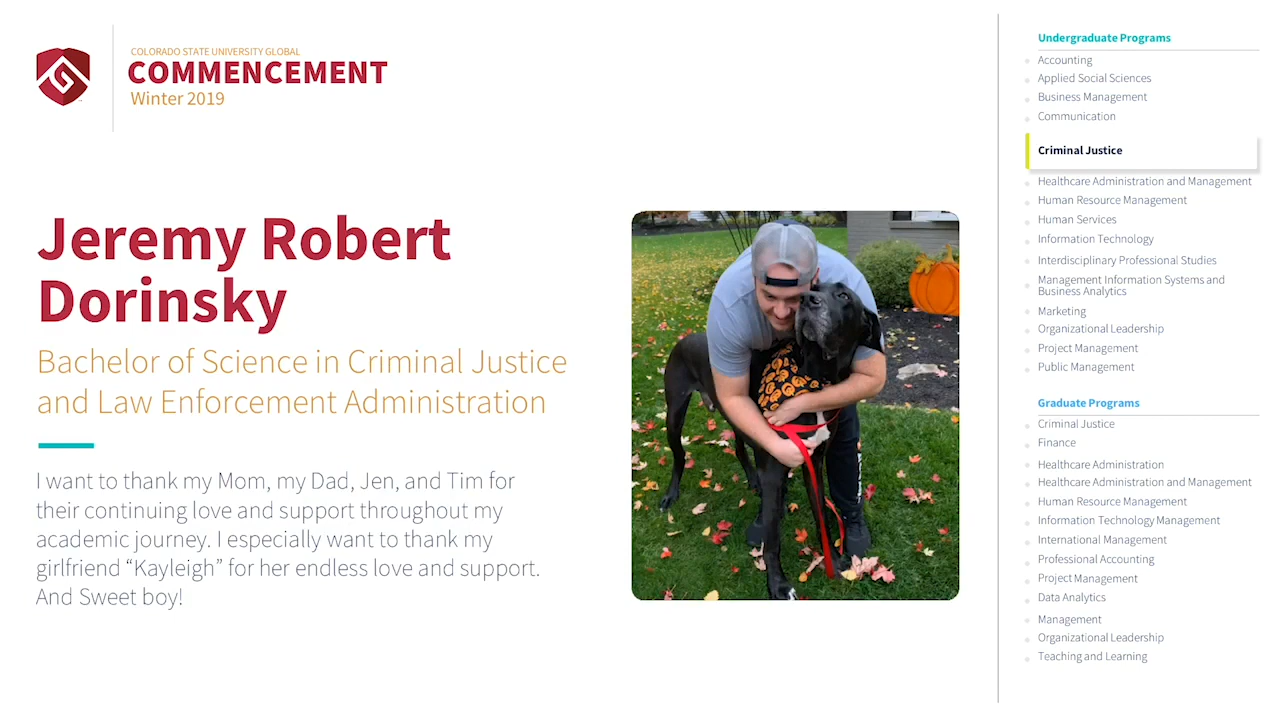 COLORADO STATE UNIVERSITY GLOBAL
COMMENCEMENT
Winter 2019
Jeremy Robert
Dorinsky
Bachelor of Science in Criminal Justice
and Law Enforcement Administration
I want to thank my Mom, my Dad, Jen, and Tim for
their continuing love and support throughout my
academic journey. I especially want to thank my
girlfriend “Kayleigh” for her endless love and support.
And Sweet boy!
Undergraduate Programs
Accounting
Applied Social Sciences
Business Management
Communication
Criminal Justice
Healthcare Administration and Management
Human Resource Management
Human Services
Information Technology
Interdisciplinary Professional Studies
Management Information Systems and
Business Analytics
Marketing
Organizational Leadership
Project Management
Public Management
Graduate Programs
Criminal Justice
Finance
Healthcare Administration
Healthcare Administration and Management
Human Resource Management
Information Technology Management
International Management
Professional Accounting
Project Management
Data Analytics
Management
Organizational Leadership
Teaching and Learning